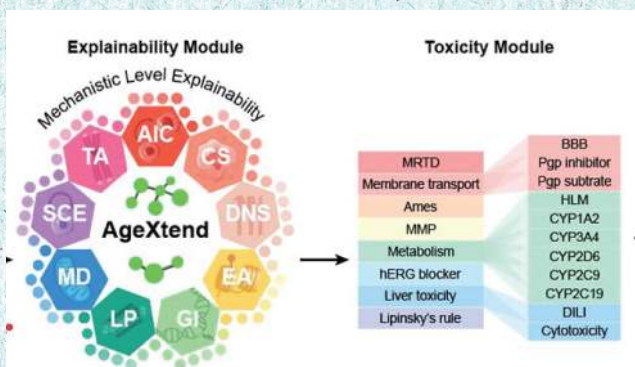 Explainability Module
Mechanistic Level Explainability
AIC
TA
CS
SCE
DNS
AgeXtend
MD
EA
LP
GI
Toxicity Module
MRTD
Membrane transport
Ames
MMP
Metabolism
hERG blocker
Liver toxicity
Lipinsky's rule
BBB
Pgp inhibitor
Pgp subtrate
HLM
CYP1A2
CYP3A4
CYP2D6
CYP2C9
CYP2C19
DILI
Cytotoxicity